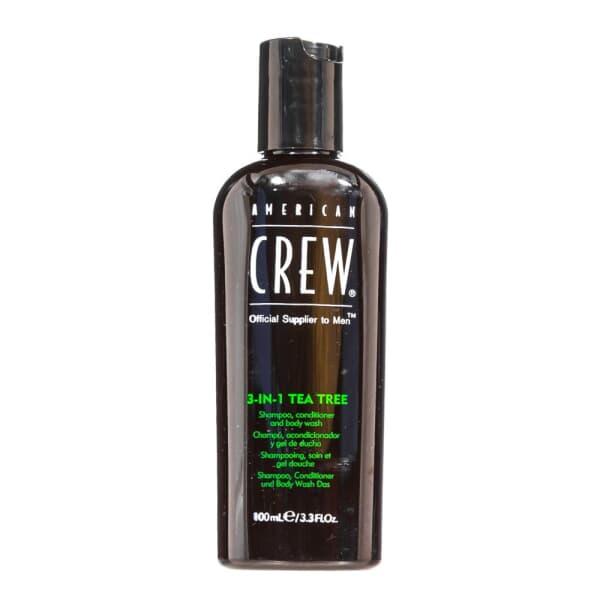 AMERICAN
CREW®
Official Supplier to Men™
3-IN-1 TEA TREE
Shampoo, conditioner
and body wash
Champú, acondicionador
y gel de ducha
Shampooing, soin et
gel douche
Shampoo, Conditioner
und Body Wash Das
100mL℮/3.3Fl.Oz.